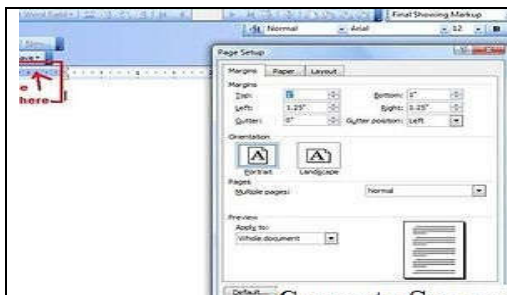 Final Showing Markup
Normal Arial 12 B
Page Setup
here
Margins Paper Layout
Margins
Top: Bottom: 1"
Left: 1.25" Right: 1.25"
Gutter: 0" Gutter position: Left
Orientation
Portrait Landscape
Pages
Multiple pages: Normal
Preview
Apply to:
Whole document
Default...